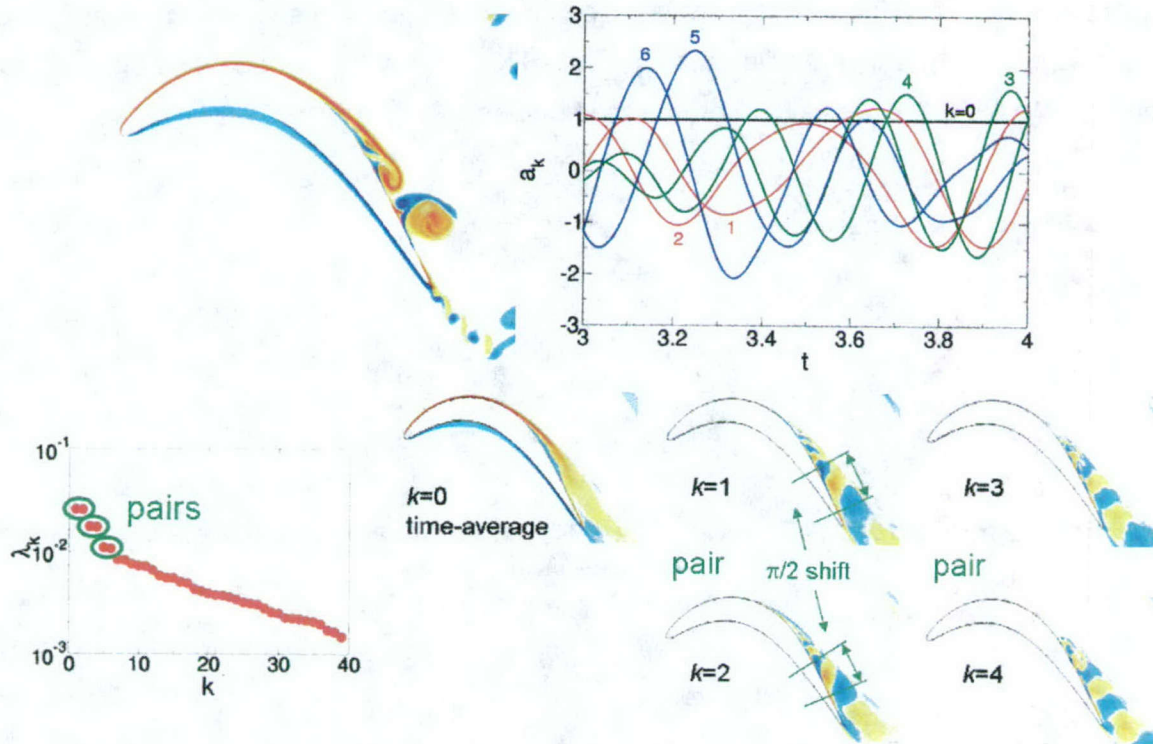 3
2
1
0
-1
-2
-3
a_k
6
5
4
3
k=0
2
1
3
3.2
3.4
3.6
3.8
4
t
10^-1
10^-2
10^-3
λ_k
pairs
0
10
20
30
40
k
k=0
time-average
k=1
k=3
pair
π/2 shift
pair
k=2
k=4